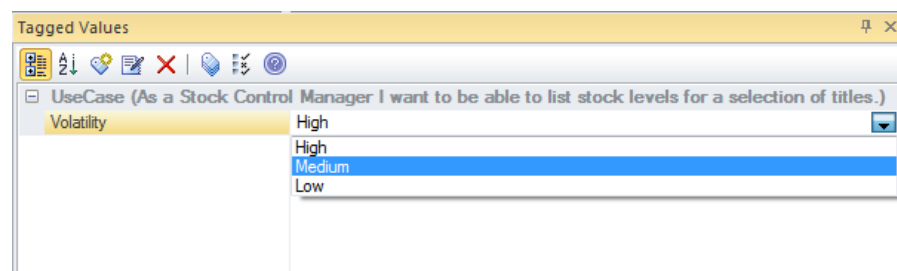 Tagged Values
UseCase (As a Stock Control Manager I want to be able to list stock levels for a selection of titles.)
Volatility High
High
Medium
Low